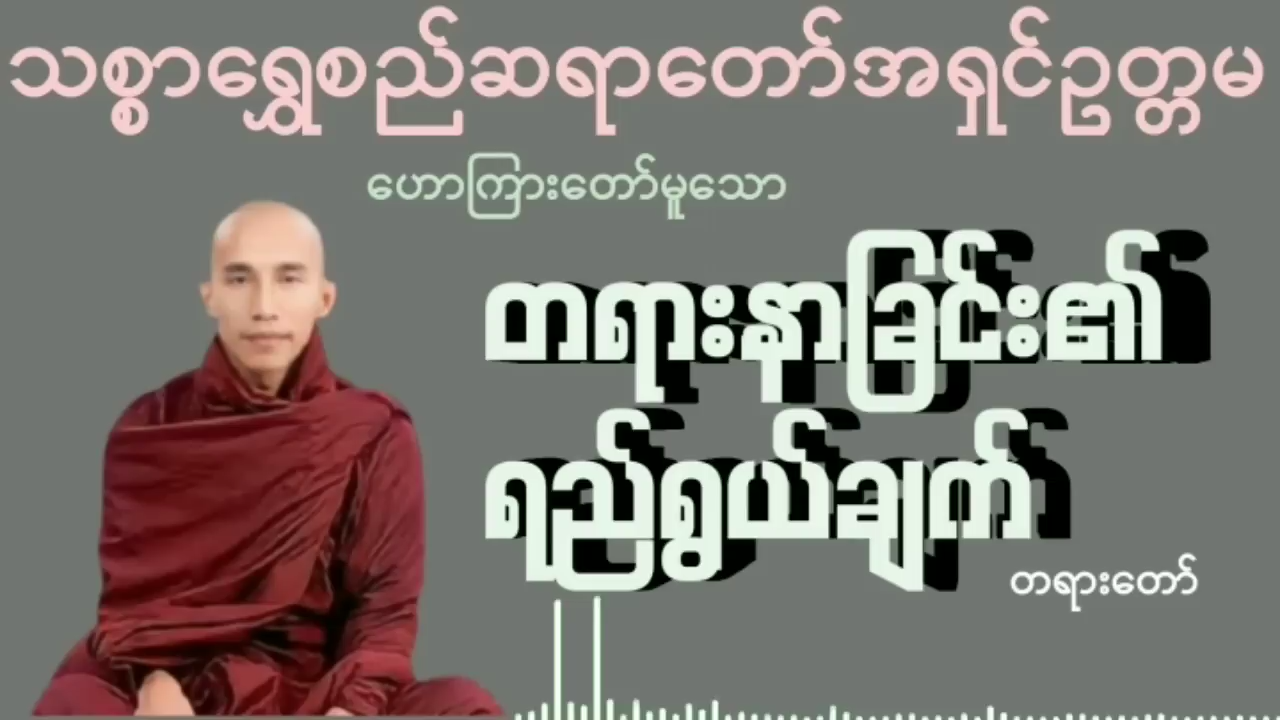 သစ္စာရွှေစည်ဆရာတော်အရှင်ဥတ္တမ
ဟောကြားတော်မူသော
တရားနာခြင်း၏
ရည်ရွယ်ချက်
တရားတော်